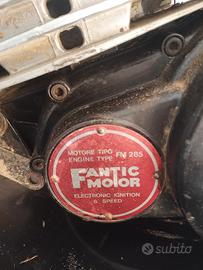 MOTORE TIPO
ENGINE TYPE FM 285
FANTIC
MOTOR
ELECTRONIC IGNITION
6 SPEED
subito